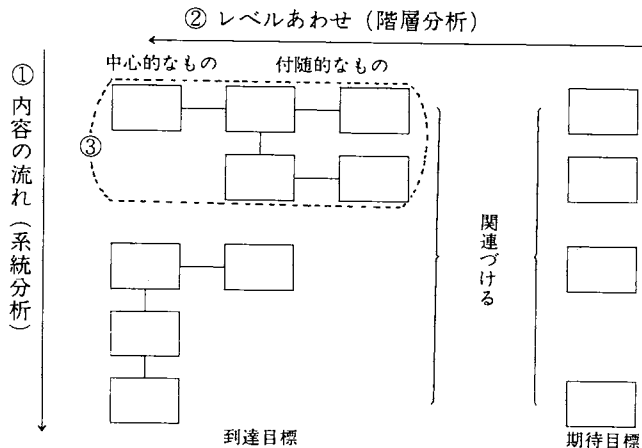 ② レベルあわせ (階層分析)
① 内容の流れ (系統分析)
中心的なもの 付随的なもの
③
関連づける
到達目標 期待目標